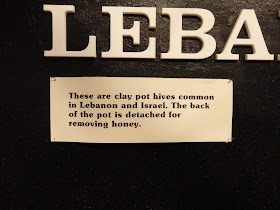 LEBA
These are clay pot hives common
in Lebanon and Israel. The back
of the pot is detached for
removing honey.